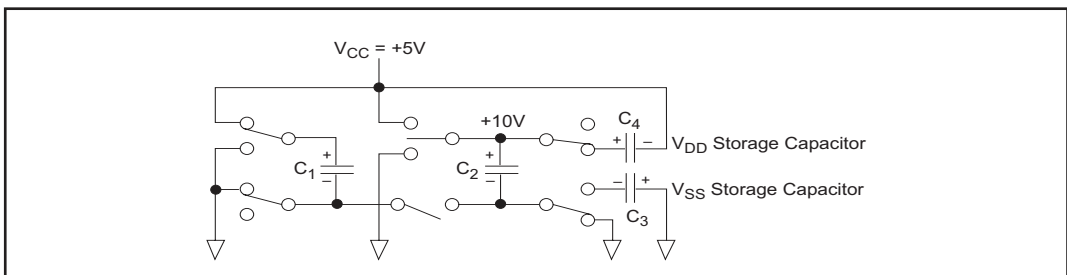 V_CC = +5V
+10V
C_4
+
−
V_DD Storage Capacitor
+
C_1
−
+
C_2
−
−
+
V_SS Storage Capacitor
C_3